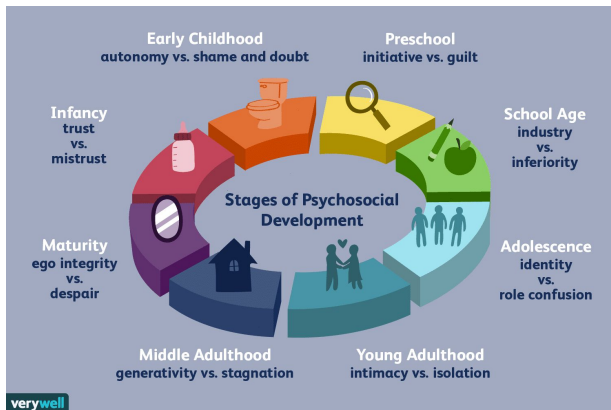 Early Childhood
autonomy vs. shame and doubt
Preschool
initiative vs. guilt
Infancy
trust
vs.
mistrust
School Age
industry
vs.
inferiority
Stages of Psychosocial
Development
Maturity
ego integrity
vs.
despair
Adolescence
identity
vs.
role confusion
Middle Adulthood
generativity vs. stagnation
Young Adulthood
intimacy vs. isolation
verywell